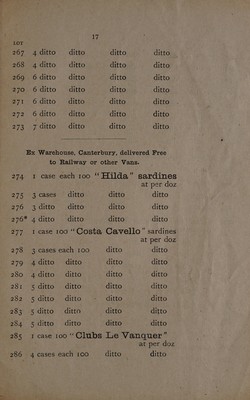 17
LOT
267 4 ditto ditto ditto ditto
268 4 ditto ditto ditto ditto
269 6 ditto ditto ditto ditto
270 6 ditto ditto ditto ditto
271 6 ditto ditto ditto ditto
272 6 ditto ditto ditto ditto
273 7 ditto ditto ditto ditto
Ex Warehouse, Canterbury, delivered Free
to Railway or other Vans.
274 1 case each 100 "Hilda" sardines
at per doz
275 3 cases ditto ditto ditto
276 3 ditto ditto ditto ditto
276* 4 ditto ditto ditto ditto
277 1 case 100 "Costa Cavello" sardines
at per doz
278 3 cases each 100 ditto ditto
279 4 ditto ditto ditto ditto
280 4 ditto ditto ditto ditto
281 5 ditto ditto ditto ditto
282 5 ditto ditto ditto ditto
283 5 ditto ditto ditto ditto
284 5 ditto ditto ditto ditto
285 1 case 100 "Clubs Le Vanquer"
at per doz
286 4 cases each 100 ditto ditto